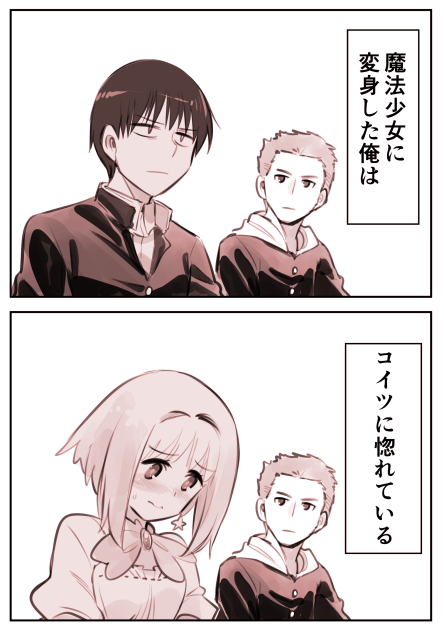 魔法少女に
変身した俺は
コイツに惚れている